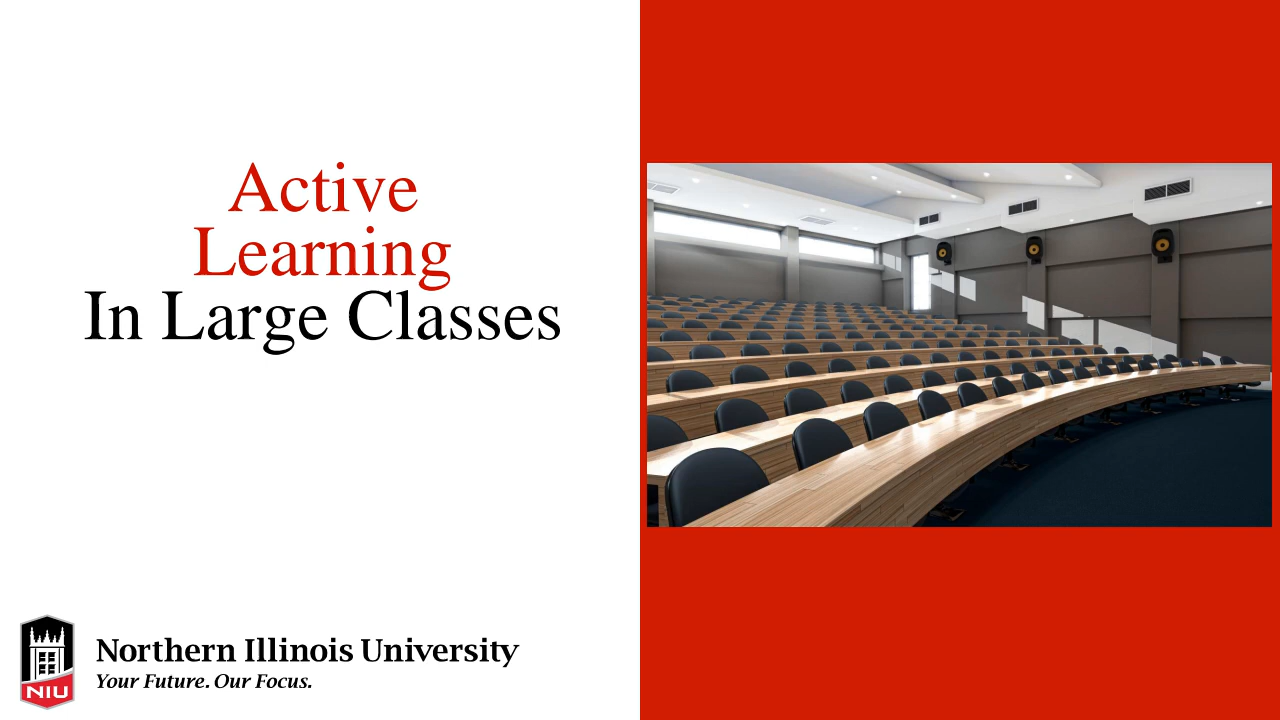 Active
Learning
In Large Classes
Northern Illinois University
Your Future. Our Focus.
NIU